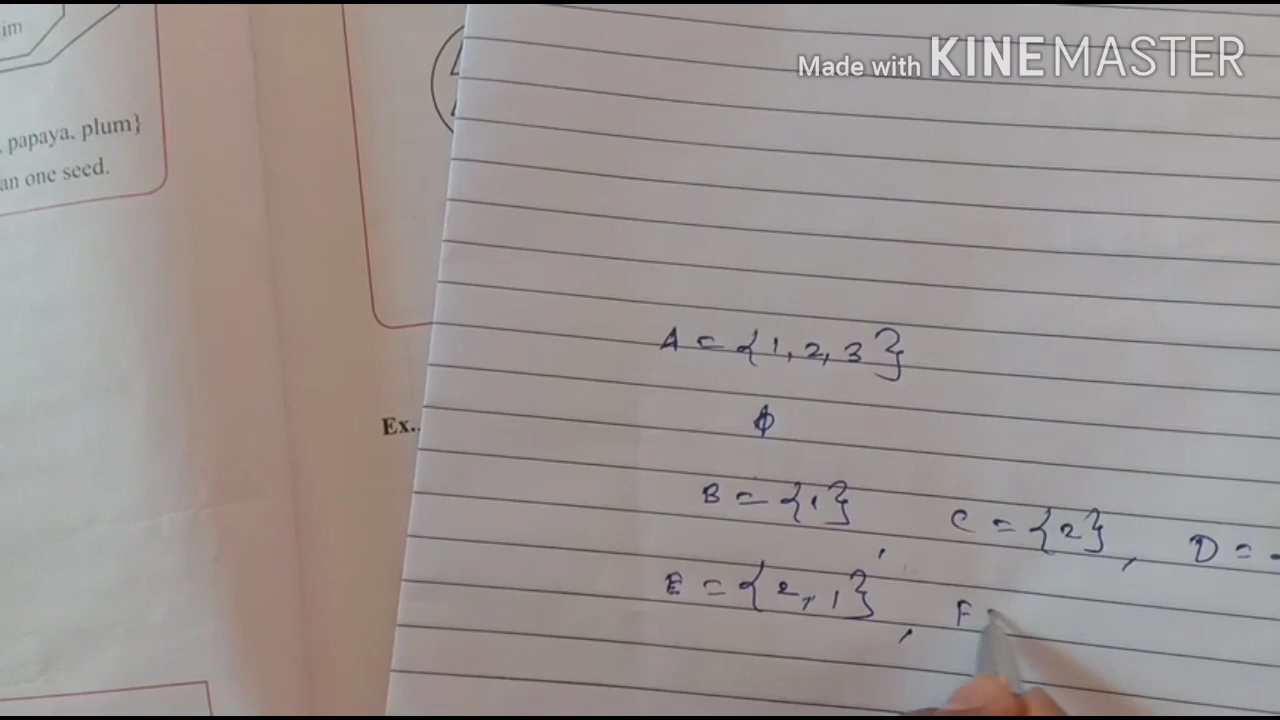 im
, papaya, plum}
an one seed.
Made with KINEMASTER
A = {1, 2, 3}
ϕ
Ex..
B = {1} , C = {2} , D =
E = {2, 1} , F